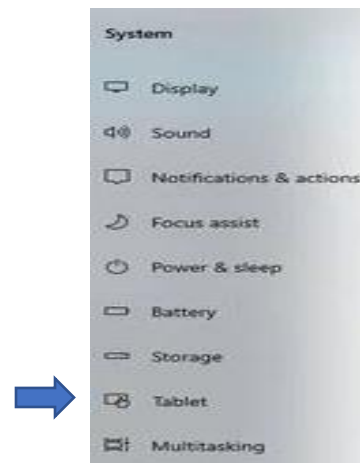 System
Display
Sound
Notifications & actions
Focus assist
Power & sleep
Battery
Storage
Tablet
Multitasking